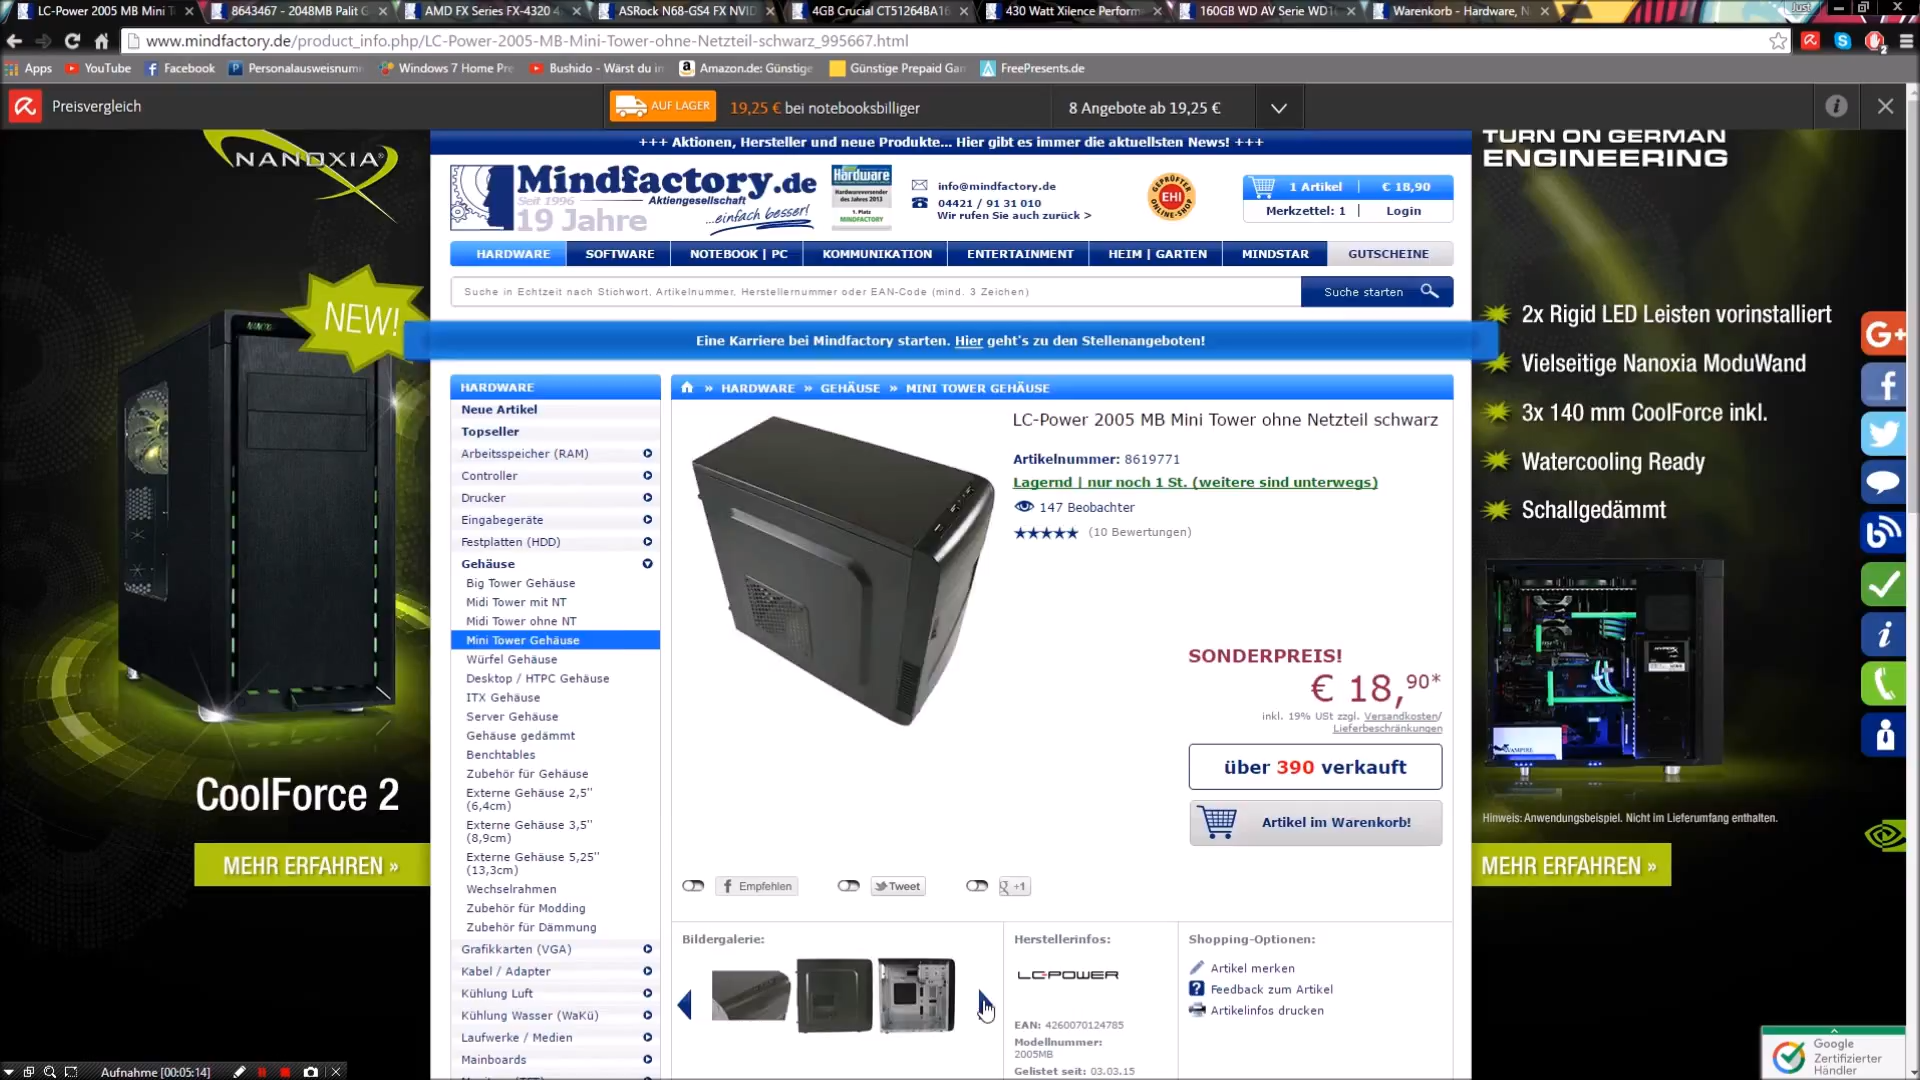 LC-Power 2005 MB Mini T
8643467 - 2048MB Palit G
AMD FX Series FX-4320 4
ASRock N68-GS4 FX NVID
4GB Crucial CT51264BA16
430 Watt Xilence Perform
160GB WD AV Serie WD1
Warenkorb - Hardware, N
Just
www.mindfactory.de/product_info.php/LC-Power-2005-MB-Mini-Tower-ohne-Netzteil-schwarz_995667.html
Apps
YouTube
Facebook
Personalausweisnum
Windows 7 Home Pre
Bushido - Wärst du in
Amazon.de: Günstige
Günstige Prepaid Gam
FreePresents.de
Preisvergleich
AUF LAGER
19,25 € bei notebooksbilliger
8 Angebote ab 19,25 €
NANOXIA
NEW!
CoolForce 2
MEHR ERFAHREN »
+++ Aktionen, Hersteller und neue Produkte... Hier gibt es immer die aktuellsten News! +++
Mindfactory.de
Seit 1996
Aktiengesellschaft
19 Jahre
...einfach besser!
Hardware
Hardwareversender
des Jahres 2013
1. Platz
MINDFACTORY
info@mindfactory.de
04421 / 91 31 010
Wir rufen Sie auch zurück >
GEPRÜFTER
EHI
ONLINE-SHOP
1 Artikel | € 18,90
Merkzettel: 1 | Login
HARDWARE
SOFTWARE
NOTEBOOK | PC
KOMMUNIKATION
ENTERTAINMENT
HEIM | GARTEN
MINDSTAR
GUTSCHEINE
Suche in Echtzeit nach Stichwort, Artikelnummer, Herstellernummer oder EAN-Code (mind. 3 Zeichen)
Suche starten
Eine Karriere bei Mindfactory starten. Hier geht's zu den Stellenangeboten!
HARDWARE
Neue Artikel
Topseller
Arbeitsspeicher (RAM)
Controller
Drucker
Eingabegeräte
Festplatten (HDD)
Gehäuse
Big Tower Gehäuse
Midi Tower mit NT
Midi Tower ohne NT
Mini Tower Gehäuse
Würfel Gehäuse
Desktop / HTPC Gehäuse
ITX Gehäuse
Server Gehäuse
Gehäuse gedämmt
Benchtables
Zubehör für Gehäuse
Externe Gehäuse 2,5"
(6,4cm)
Externe Gehäuse 3,5"
(8,9cm)
Externe Gehäuse 5,25"
(13,3cm)
Wechselrahmen
Zubehör für Modding
Zubehör für Dämmung
Grafikkarten (VGA)
Kabel / Adapter
Kühlung Luft
Kühlung Wasser (WaKü)
Laufwerke / Medien
Mainboards
» HARDWARE » GEHÄUSE » MINI TOWER GEHÄUSE
LC-Power 2005 MB Mini Tower ohne Netzteil schwarz
Artikelnummer: 8619771
Lagernd | nur noch 1 St. (weitere sind unterwegs)
147 Beobachter
(10 Bewertungen)
SONDERPREIS!
€ 18,90*
inkl. 19% USt zzgl. Versandkosten/
Lieferbeschränkungen
über 390 verkauft
Artikel im Warenkorb!
Empfehlen
Tweet
+1
Bildergalerie:
Herstellerinfos:
LC-POWER
EAN: 4260070124785
Modellnummer:
2005MB
Gelistet seit: 03.03.15
Shopping-Optionen:
Artikel merken
Feedback zum Artikel
Artikelinfos drucken
TURN ON GERMAN
ENGINEERING
2x Rigid LED Leisten vorinstalliert
Vielseitige Nanoxia ModuWand
3x 140 mm CoolForce inkl.
Watercooling Ready
Schallgedämmt
Hinweis: Anwendungsbeispiel. Nicht im Lieferumfang enthalten.
MEHR ERFAHREN »
G+
Google
Zertifizierter
Händler
Aufnahme [00:05:14]